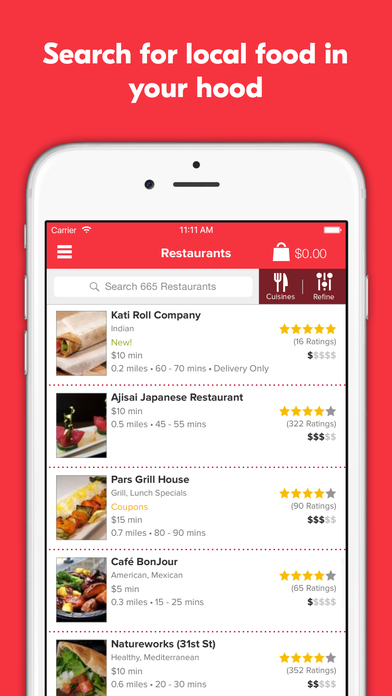 Search for local food in
your hood
Carrier 11:11 AM
Restaurants $0.00
Search 665 Restaurants Cuisines Refine
Kati Roll Company
Indian
New! (16 Ratings)
$10 min $$$$$
0.2 miles • 60 - 70 mins • Delivery Only
Ajisai Japanese Restaurant
$10 min
0.5 miles • 45 - 55 mins (322 Ratings)
$$$$$
Pars Grill House
Grill, Lunch Specials
Coupons (90 Ratings)
$15 min $$$$$
0.7 miles • 80 - 90 mins
Café BonJour
American, Mexican
$5 min (65 Ratings)
0.3 miles • 15 - 25 mins $$$$$
Natureworks (31st St)
Healthy, Mediterranean
$10 min (352 Ratings)
0.6 miles • 20 - 30 mins $$$$$